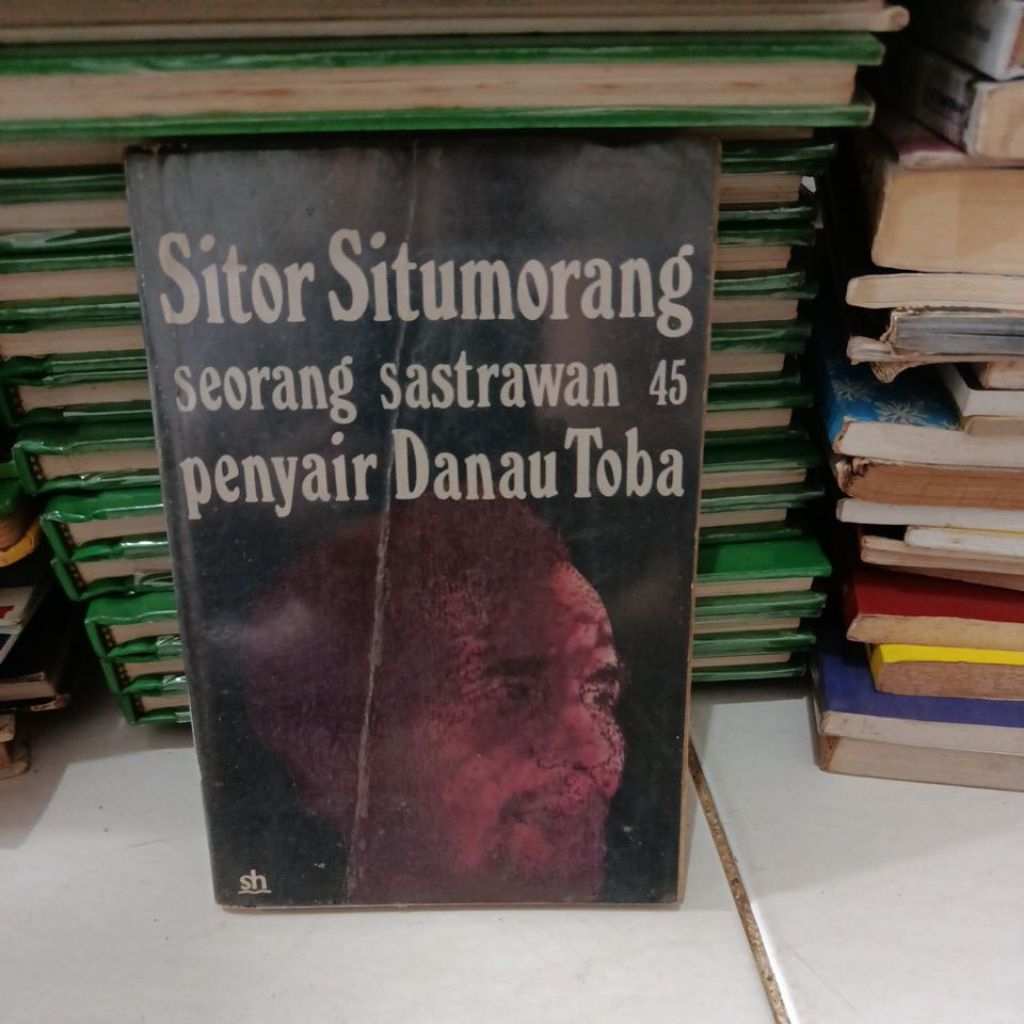 Sitor Situmorang
seorang sastrawan 45
penyair Danau Toba
sh